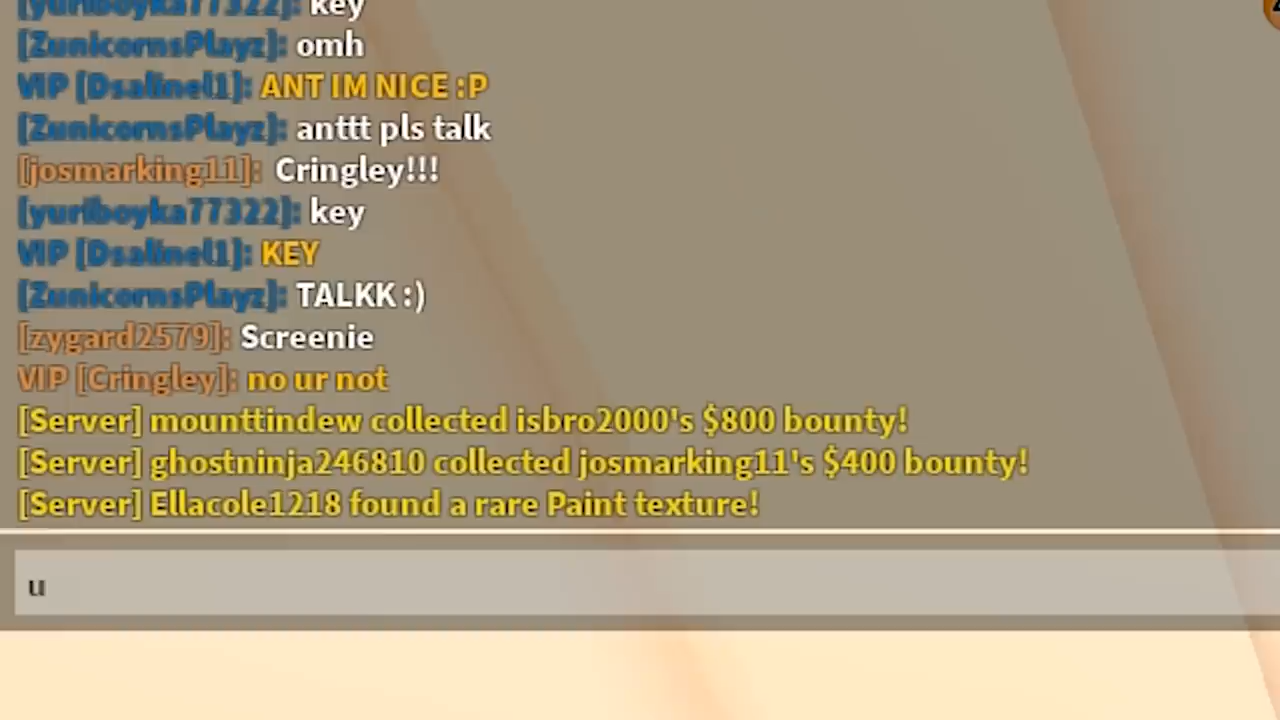 [yuriboyka77322]: key
[ZunicornsPlayz]: omh
VIP [Dsaline1]: ANT IM NICE :P
[ZunicornsPlayz]: anttt pls talk
[josmarking11]: Cringley!!!
[yuriboyka77322]: key
VIP [Dsaline1]: KEY
[ZunicornsPlayz]: TALKK :)
[zygard2579]: Screenie
VIP [Cringley]: no ur not
[Server] mounttindew collected isbro2000's $800 bounty!
[Server] ghostninja246810 collected josmarking11's $400 bounty!
[Server] Ellacole1218 found a rare Paint texture!
u